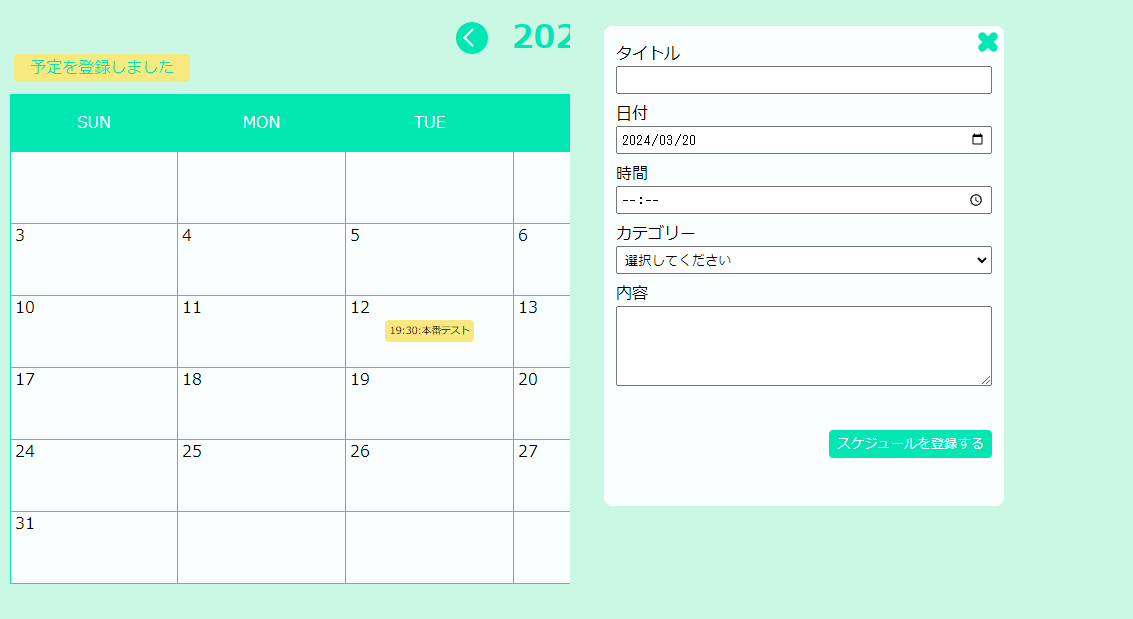 202
予定を登録しました
SUN MON TUE
3 4 5 6
10 11 12 13
19:30:本番テスト
17 18 19 20
24 25 26 27
31
タイトル
日付
2024/03/20
時間
--:--
カテゴリー
選択してください
内容
スケジュールを登録する